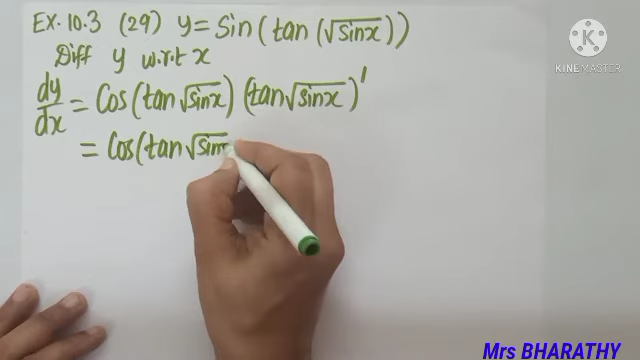 Ex. 10.3 (29) y = Sin(tan(√sinx))
Diff y w.r.t x
dy/dx = Cos(tan√sinx) (tan√sinx)'
= Cos(tan√sinx
KINEMASTER
Mrs BHARATHY